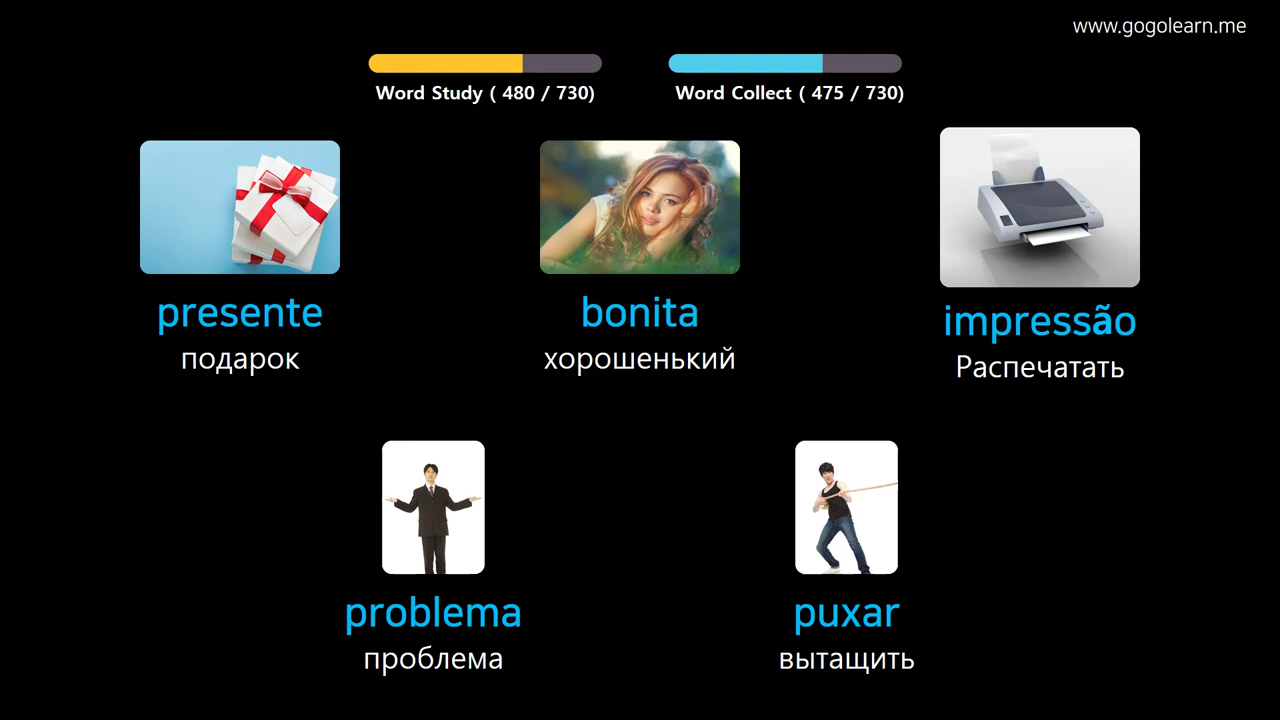 www.gogolearn.me
Word Study ( 480 / 730)
Word Collect ( 475 / 730)
presente
подарок
bonita
хорошенький
impressão
Распечатать
problema
проблема
puxar
вытащить